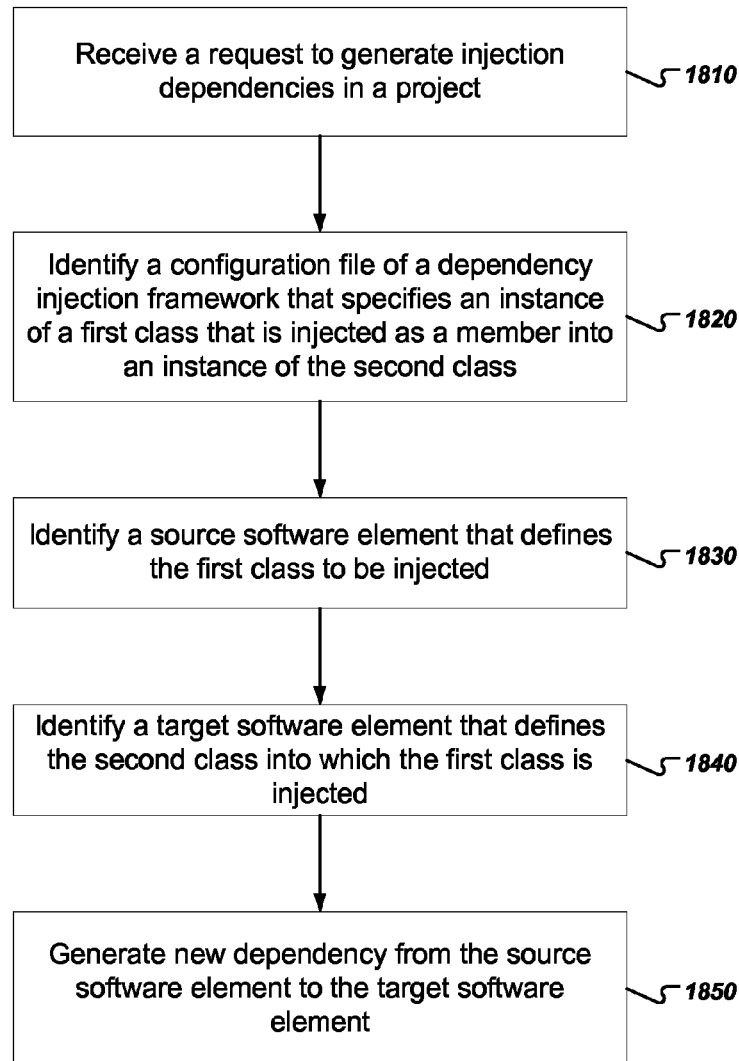 Receive a request to generate injection
dependencies in a project
1810
Identify a configuration file of a dependency
injection framework that specifies an instance
of a first class that is injected as a member into
an instance of the second class
1820
Identify a source software element that defines
the first class to be injected
1830
Identify a target software element that defines
the second class into which the first class is
injected
1840
Generate new dependency from the source
software element to the target software
element
1850